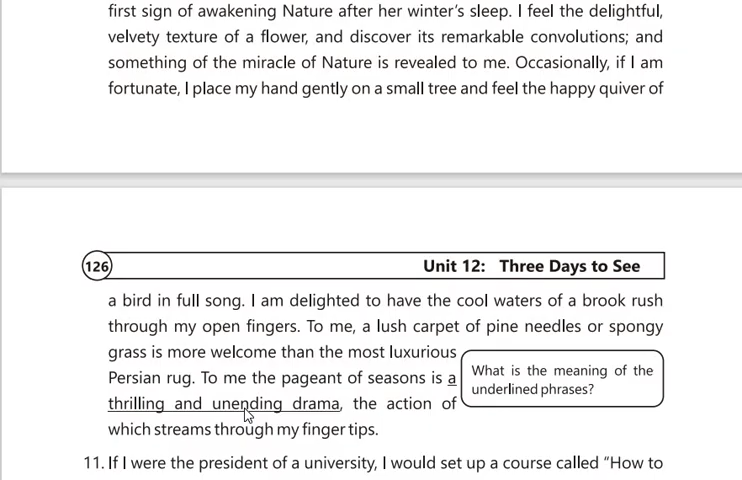 first sign of awakening Nature after her winter's sleep. I feel the delightful,
velvety texture of a flower, and discover its remarkable convolutions; and
something of the miracle of Nature is revealed to me. Occasionally, if I am
fortunate, I place my hand gently on a small tree and feel the happy quiver of
126
Unit 12: Three Days to See
a bird in full song. I am delighted to have the cool waters of a brook rush
through my open fingers. To me, a lush carpet of pine needles or spongy
grass is more welcome than the most luxurious
Persian rug. To me the pageant of seasons is a
thrilling and unending drama, the action of
which streams through my finger tips.
What is the meaning of the
underlined phrases?
11. If I were the president of a university, I would set up a course called “How to